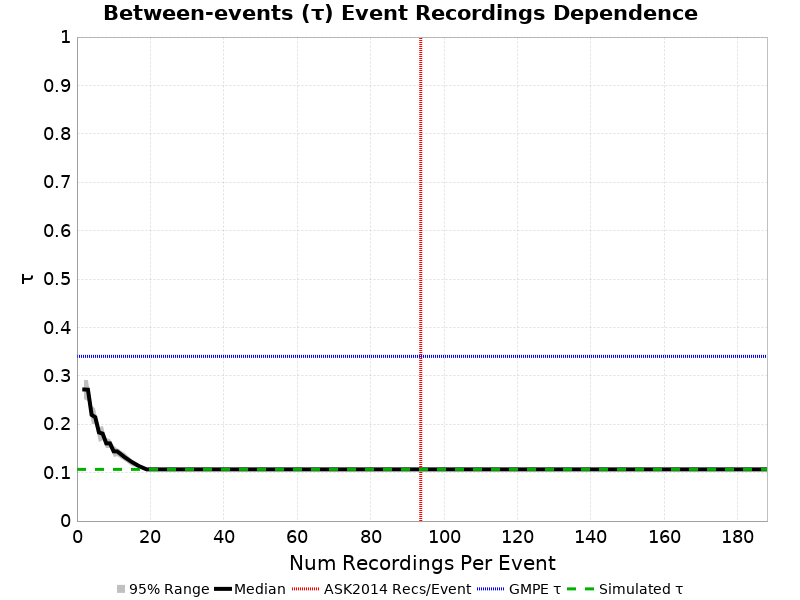 Between-events (τ) Event Recordings Dependence
1
0.9
0.8
0.7
0.6
0.5
0.4
0.3
0.2
0.1
0
τ
0 20 40 60 80 100 120 140 160 180
Num Recordings Per Event
95% Range Median ASK2014 Recs/Event GMPE τ Simulated τ